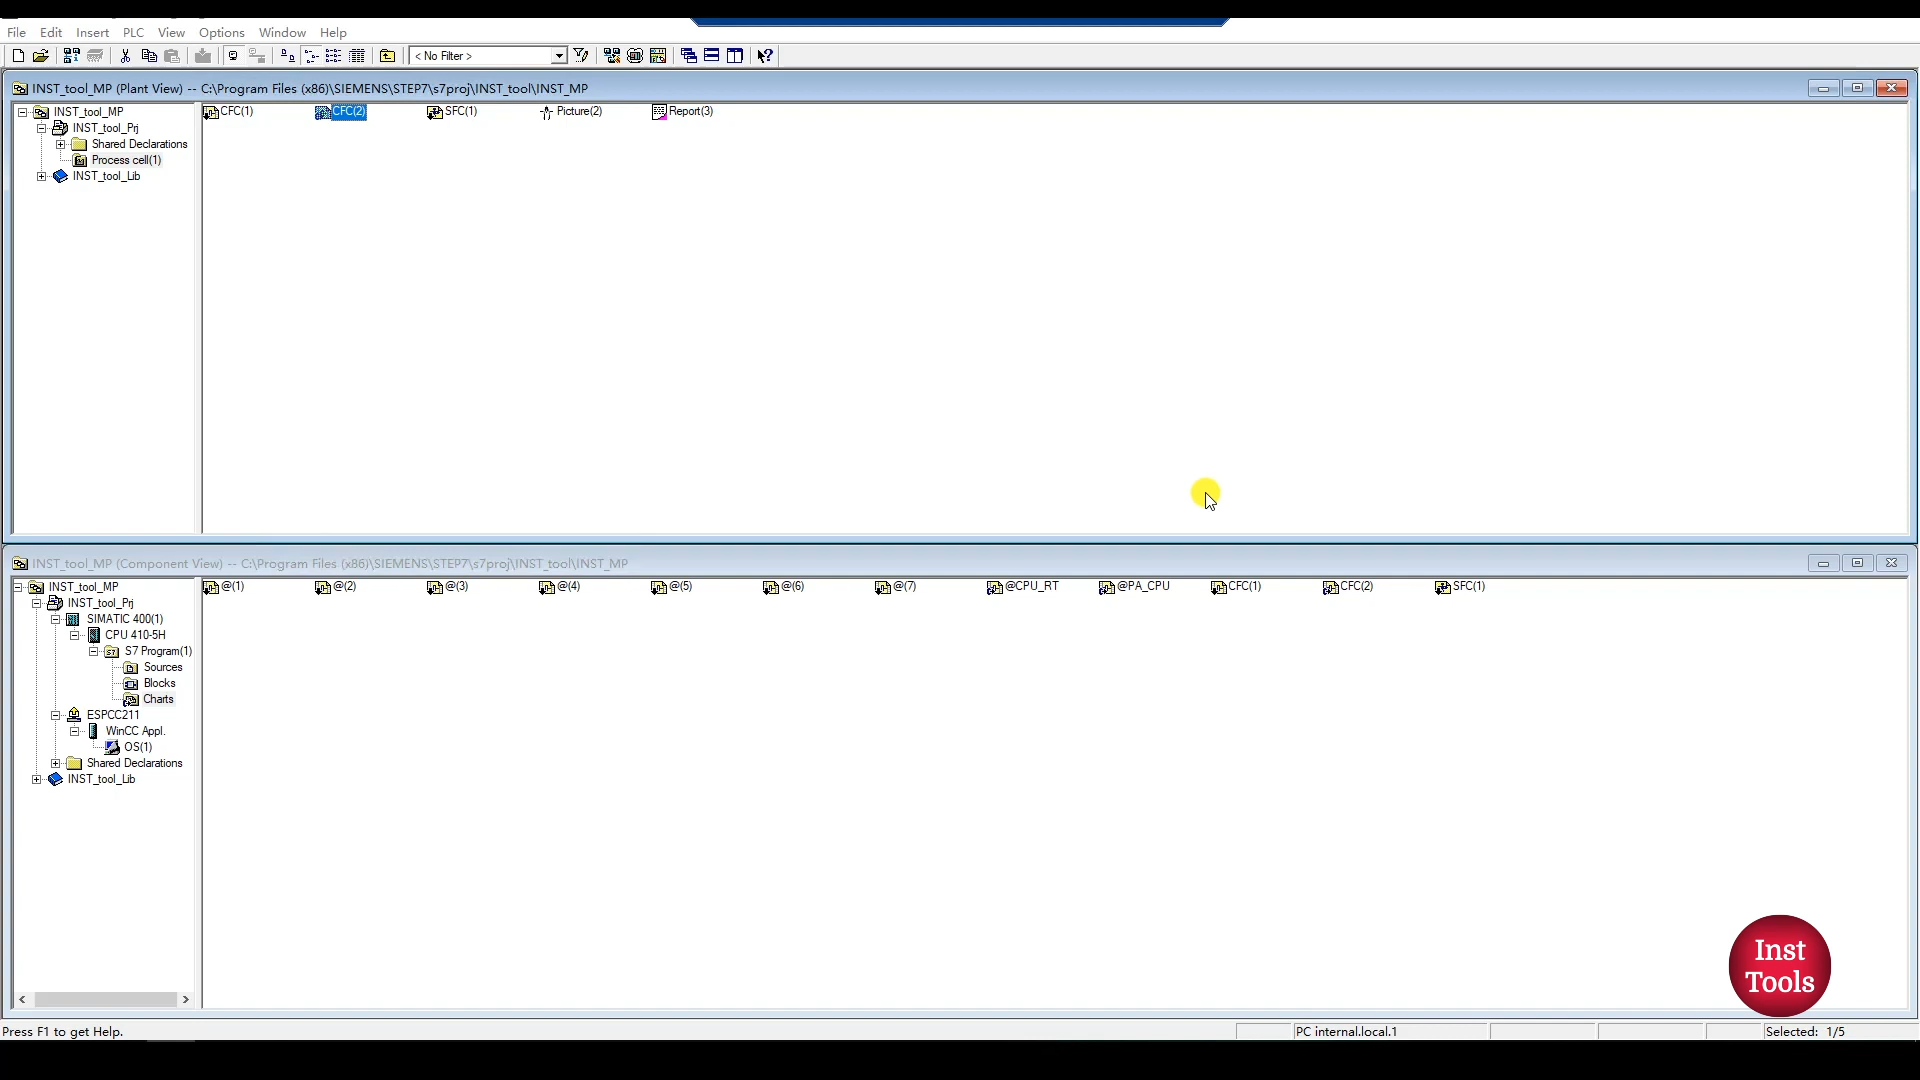 File Edit Insert PLC View Options Window Help
< No Filter >
INST_tool_MP (Plant View) -- C:\Program Files (x86)\SIEMENS\STEP7\s7proj\INST_tool\INST_MP
INST_tool_MP
INST_tool_Prj
Shared Declarations
Process cell(1)
INST_tool_Lib
CFC(1) CFC(2) SFC(1) Picture(2) Report(3)
INST_tool_MP (Component View) -- C:\Program Files (x86)\SIEMENS\STEP7\s7proj\INST_tool\INST_MP
INST_tool_MP
INST_tool_Prj
SIMATIC 400(1)
CPU 410-5H
S7 Program(1)
Sources
Blocks
Charts
ESPCC211
WinCC Appl.
OS(1)
Shared Declarations
INST_tool_Lib
@(1) @(2) @(3) @(4) @(5) @(6) @(7) @CPU_RT @PA_CPU CFC(1) CFC(2) SFC(1)
Inst
Tools
Press F1 to get Help.
PC internal.local.1
Selected: 1/5